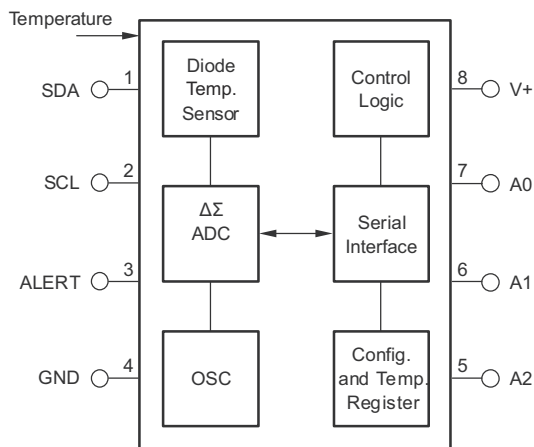 Temperature
1
Diode
Temp.
Sensor
Control
Logic
8
SDA
V+
2
7
SCL
A0
ΔΣ
ADC
Serial
Interface
3
6
ALERT
A1
4
5
GND
OSC
Config.
and Temp.
Register
A2